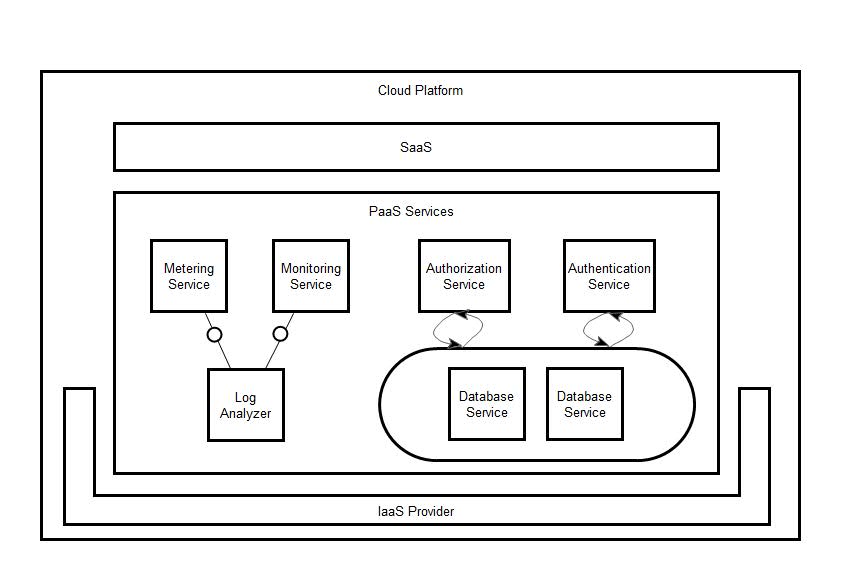 Cloud Platform
SaaS
PaaS Services
Metering
Service
Monitoring
Service
Authorization
Service
Authentication
Service
Log
Analyzer
Database
Service
Database
Service
IaaS Provider